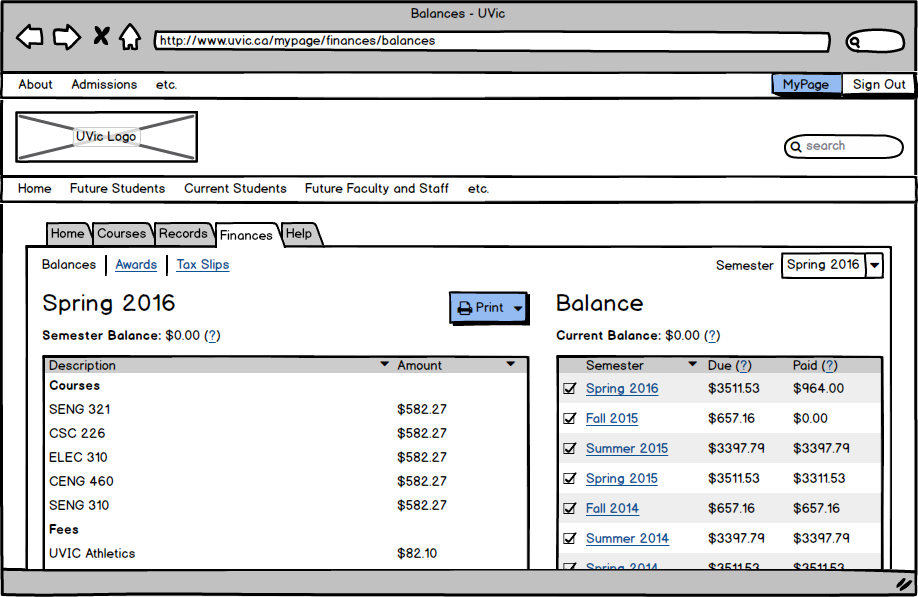 Balances - UVic
http://www.uvic.ca/mypage/finances/balances
About Admissions etc. MyPage Sign Out
UVic Logo
search
Home Future Students Current Students Future Faculty and Staff etc.
Home Courses Records Finances Help
Balances Awards Tax Slips Semester Spring 2016
Spring 2016 Print
Semester Balance: $0.00 (?)
Description Amount
Courses
SENG 321 $582.27
CSC 226 $582.27
ELEC 310 $582.27
CENG 460 $582.27
SENG 310 $582.27
Fees
UVIC Athletics $82.10
Balance
Current Balance: $0.00 (?)
Semester Due (?) Paid (?)
Spring 2016 $3511.53 $964.00
Fall 2015 $657.16 $0.00
Summer 2015 $3397.79 $3397.79
Spring 2015 $3511.53 $3311.53
Fall 2014 $657.16 $657.16
Summer 2014 $3397.79 $3397.79
Spring 2014 $3511.53 $3511.53